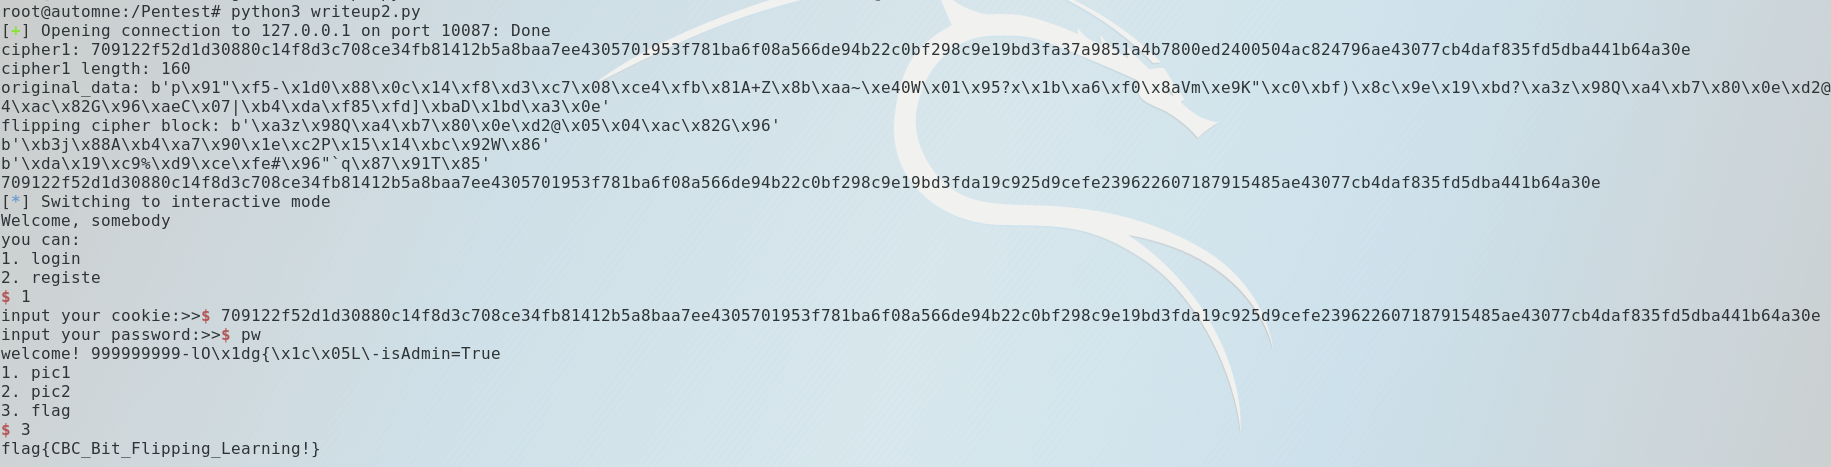 root@automne:/Pentest# python3 writeup2.py
[+] Opening connection to 127.0.0.1 on port 10087: Done
cipher1: 709122f52d1d30880c14f8d3c708ce34fb81412b5a8baa7ee4305701953f781ba6f08a566de94b22c0bf298c9e19bd3fa37a9851a4b7800ed2400504ac824796ae43077cb4daf835fd5dba441b64a30e
cipher1 length: 160
original_data: b'p\x91"\xf5-\x1d0\x88\x0c\x14\xf8\xd3\xc7\x08\xce4\xfb\x81A+Z\x8b\xaa~\xe40W\x01\x95?x\x1b\xa6\xf0\x8aVm\xe9K"\xc0\xbf)\x8c\x9e\x19\xbd?\xa3z\x98Q\xa4\xb7\x80\x0e\xd2@
4\xac\x82G\x96\xaeC\x07|\xb4\xda\xf85\xfd]\xbaD\x1bd\xa3\x0e'
flipping cipher block: b'\xa3z\x98Q\xa4\xb7\x80\x0e\xd2@\x05\x04\xac\x82G\x96'
b'\xb3j\x88A\xb4\xa7\x90\x1e\xc2P\x15\x14\xbc\x92W\x86'
b'\xda\x19\xc9%\xd9\xce\xfe#\x96"`q\x87\x91T\x85'
709122f52d1d30880c14f8d3c708ce34fb81412b5a8baa7ee4305701953f781ba6f08a566de94b22c0bf298c9e19bd3fda19c925d9cefe239622607187915485ae43077cb4daf835fd5dba441b64a30e
[*] Switching to interactive mode
Welcome, somebody
you can:
1. login
2. registe
$ 1
input your cookie:>>$ 709122f52d1d30880c14f8d3c708ce34fb81412b5a8baa7ee4305701953f781ba6f08a566de94b22c0bf298c9e19bd3fda19c925d9cefe239622607187915485ae43077cb4daf835fd5dba441b64a30e
input your password:>>$ pw
welcome! 999999999-lO\x1dg{\x1c\x05L\-isAdmin=True
1. pic1
2. pic2
3. flag
$ 3
flag{CBC_Bit_Flipping_Learning!}